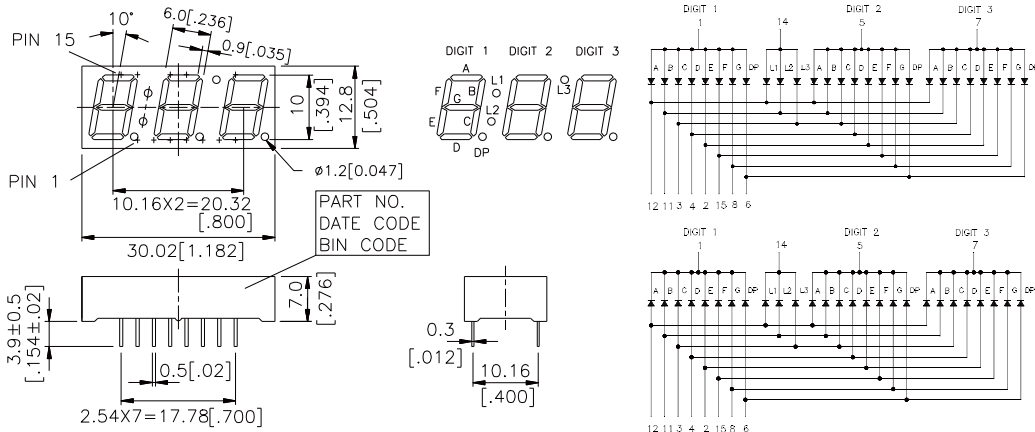 PIN 15
10°
6.0[.236]
0.9[.035]
10
[.394]
12.8
[.504]
PIN 1
ø1.2[0.047]
10.16X2=20.32
[.800]
30.02[1.182]
PART NO.
DATE CODE
BIN CODE
DIGIT 1 DIGIT 2 DIGIT 3
A
F B
G
E C
D DP
L1
L2
L3
7.0
[.276]
3.9±0.5
[.154±.02]
0.5[.02]
2.54X7=17.78[.700]
0.3
[.012]
10.16
[.400]
DIGIT 1 DIGIT 2 DIGIT 3
1 14 5 7
A B C D E F G DP L1 L2 L3 A B C D E F G DP A B C D E F G DP
12 11 3 4 2 15 8 6
DIGIT 1 DIGIT 2 DIGIT 3
1 14 5 7
A B C D E F G DP L1 L2 L3 A B C D E F G DP A B C D E F G DP
12 11 3 4 2 15 8 6